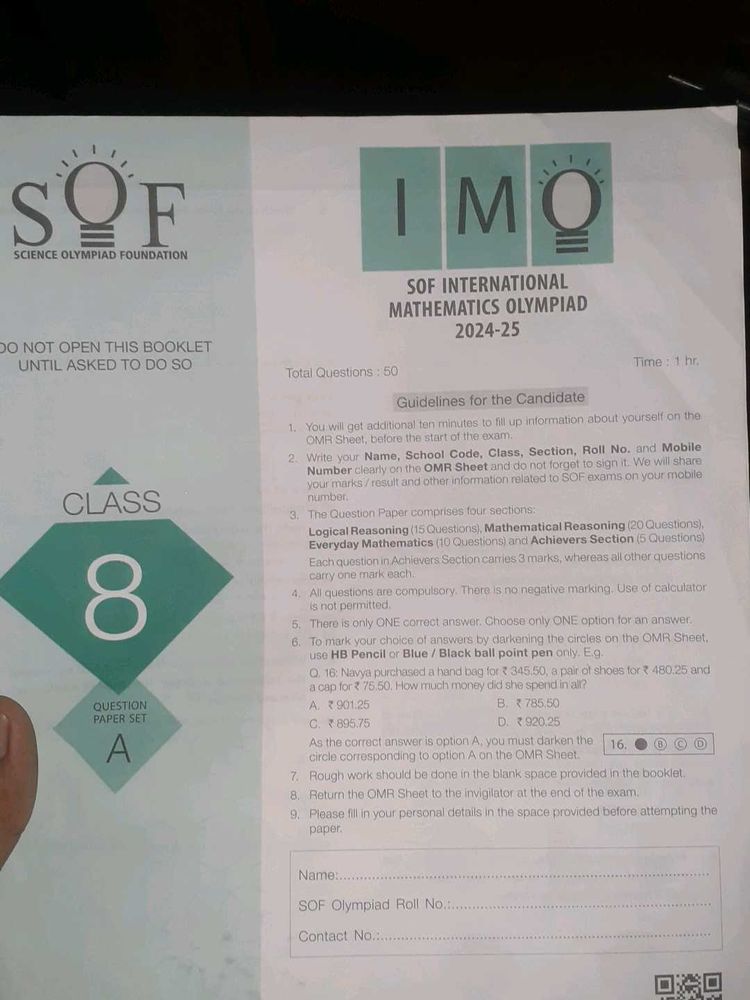 SOF
SCIENCE OLYMPIAD FOUNDATION
DO NOT OPEN THIS BOOKLET
UNTIL ASKED TO DO SO
CLASS
8
QUESTION
PAPER SET
A
IMO
SOF INTERNATIONAL
MATHEMATICS OLYMPIAD
2024-25
Total Questions : 50
Time : 1 hr.
Guidelines for the Candidate
1. You will get additional ten minutes to fill up information about yourself on the
OMR Sheet, before the start of the exam.
2. Write your Name, School Code, Class, Section, Roll No. and Mobile
Number clearly on the OMR Sheet and do not forget to sign it. We will share
your marks / result and other information related to SOF exams on your mobile
number.
3. The Question Paper comprises four sections:
Logical Reasoning (15 Questions), Mathematical Reasoning (20 Questions),
Everyday Mathematics (10 Questions) and Achievers Section (5 Questions)
Each question in Achievers Section carries 3 marks, whereas all other questions
carry one mark each.
4. All questions are compulsory. There is no negative marking. Use of calculator
is not permitted.
5. There is only ONE correct answer. Choose only ONE option for an answer.
6. To mark your choice of answers by darkening the circles on the OMR Sheet,
use HB Pencil or Blue / Black ball point pen only. E.g.
Q. 16: Navya purchased a hand bag for ₹ 345.50, a pair of shoes for ₹ 480.25 and
a cap for ₹ 75.50. How much money did she spend in all?
A. ₹ 901.25 B. ₹ 785.50
C. ₹ 895.75 D. ₹ 920.25
As the correct answer is option A, you must darken the
circle corresponding to option A on the OMR Sheet.
16. ● Ⓑ Ⓒ Ⓓ
7. Rough work should be done in the blank space provided in the booklet.
8. Return the OMR Sheet to the invigilator at the end of the exam.
9. Please fill in your personal details in the space provided before attempting the
paper.
Name:
SOF Olympiad Roll No.:
Contact No.: